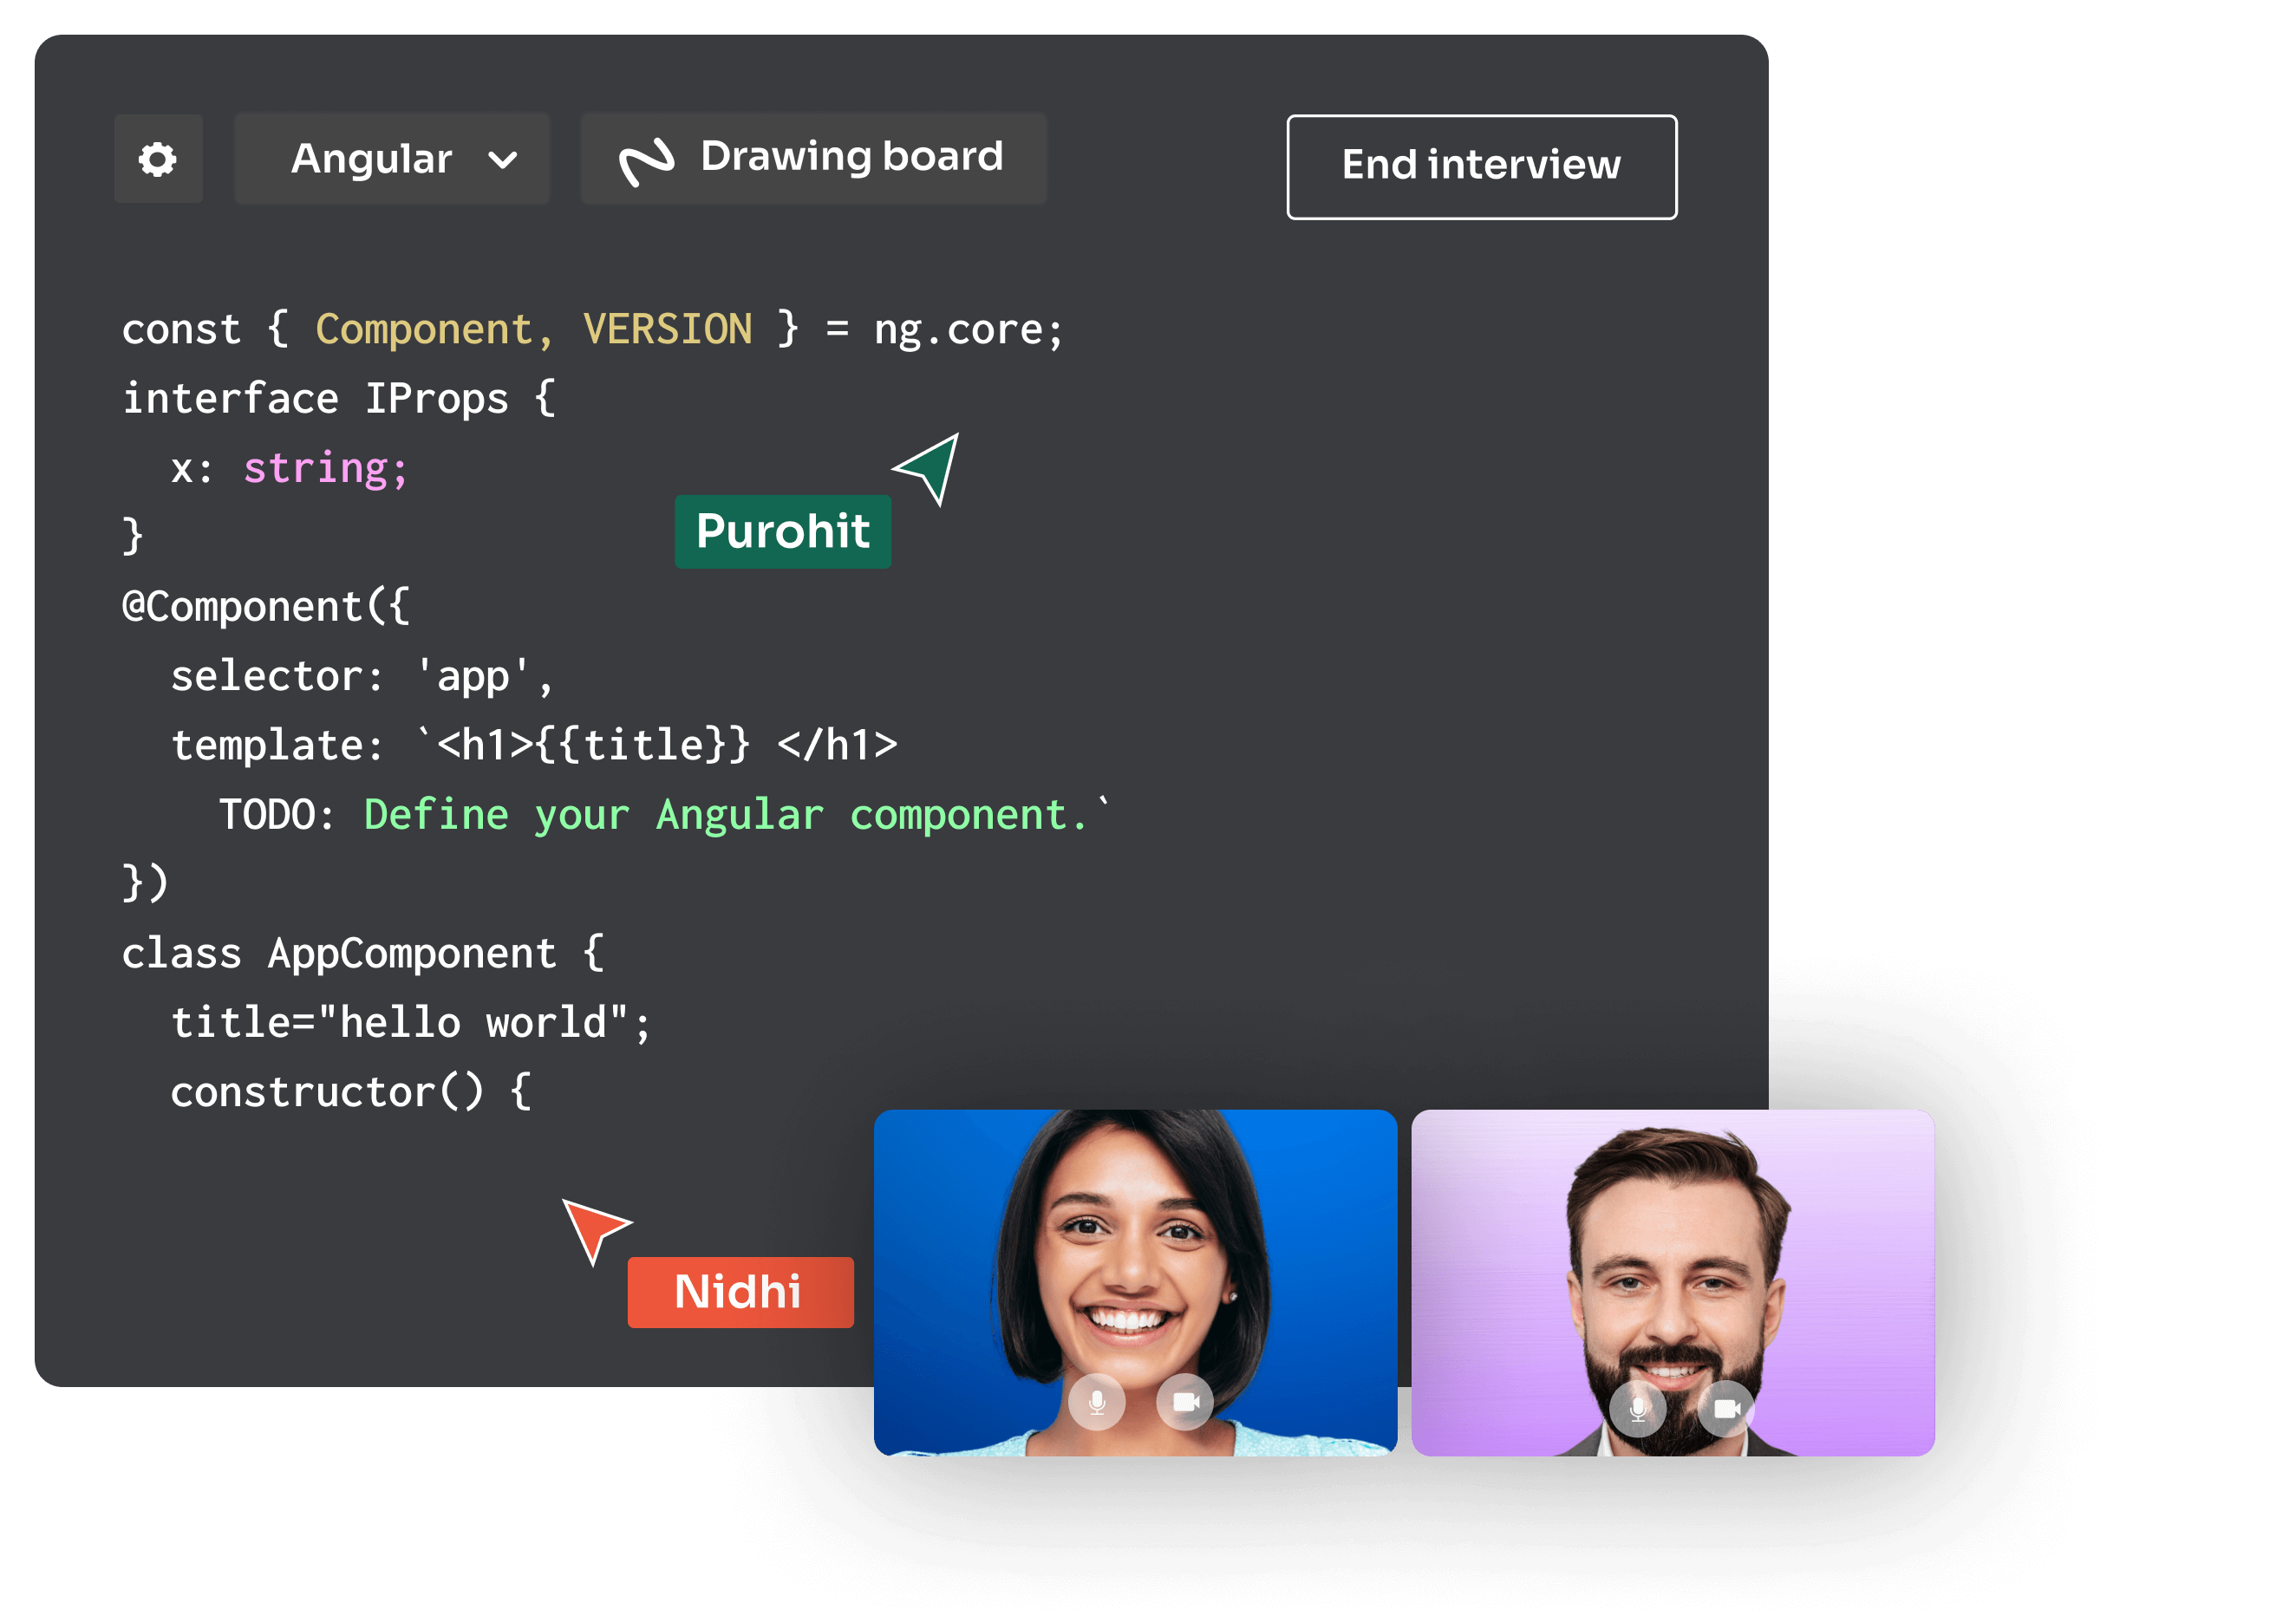 Angular
Drawing board
End interview
const { Component, VERSION } = ng.core;
interface IProps {
  x: string;
}
Purohit
@Component({
  selector: 'app',
  template: `<h1>{{title}} </h1>
    TODO: Define your Angular component.`
})
class AppComponent {
  title="hello world";
  constructor() {
Nidhi